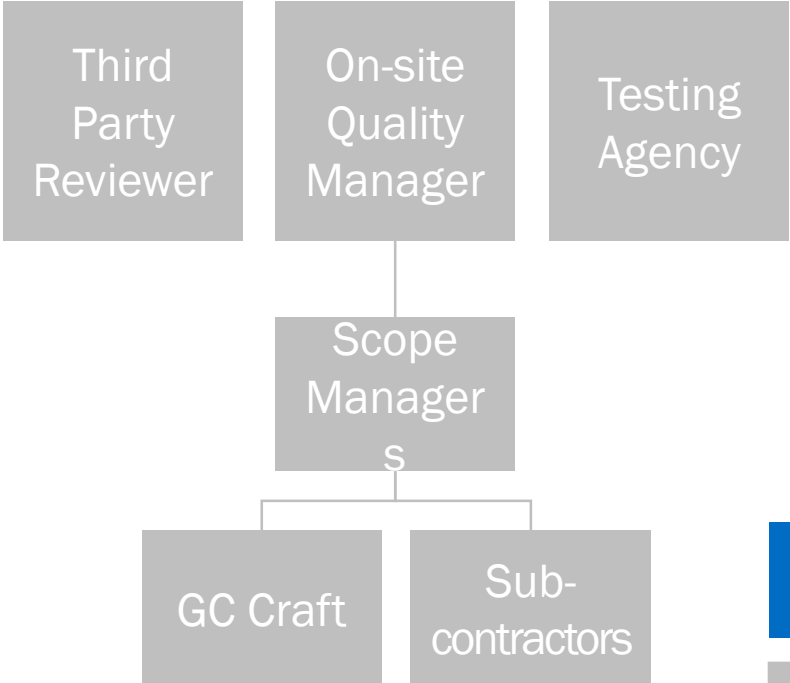 Third
Party
Reviewer
On-site
Quality
Manager
Testing
Agency
Scope
Manager
s
GC Craft
Sub-
contractors